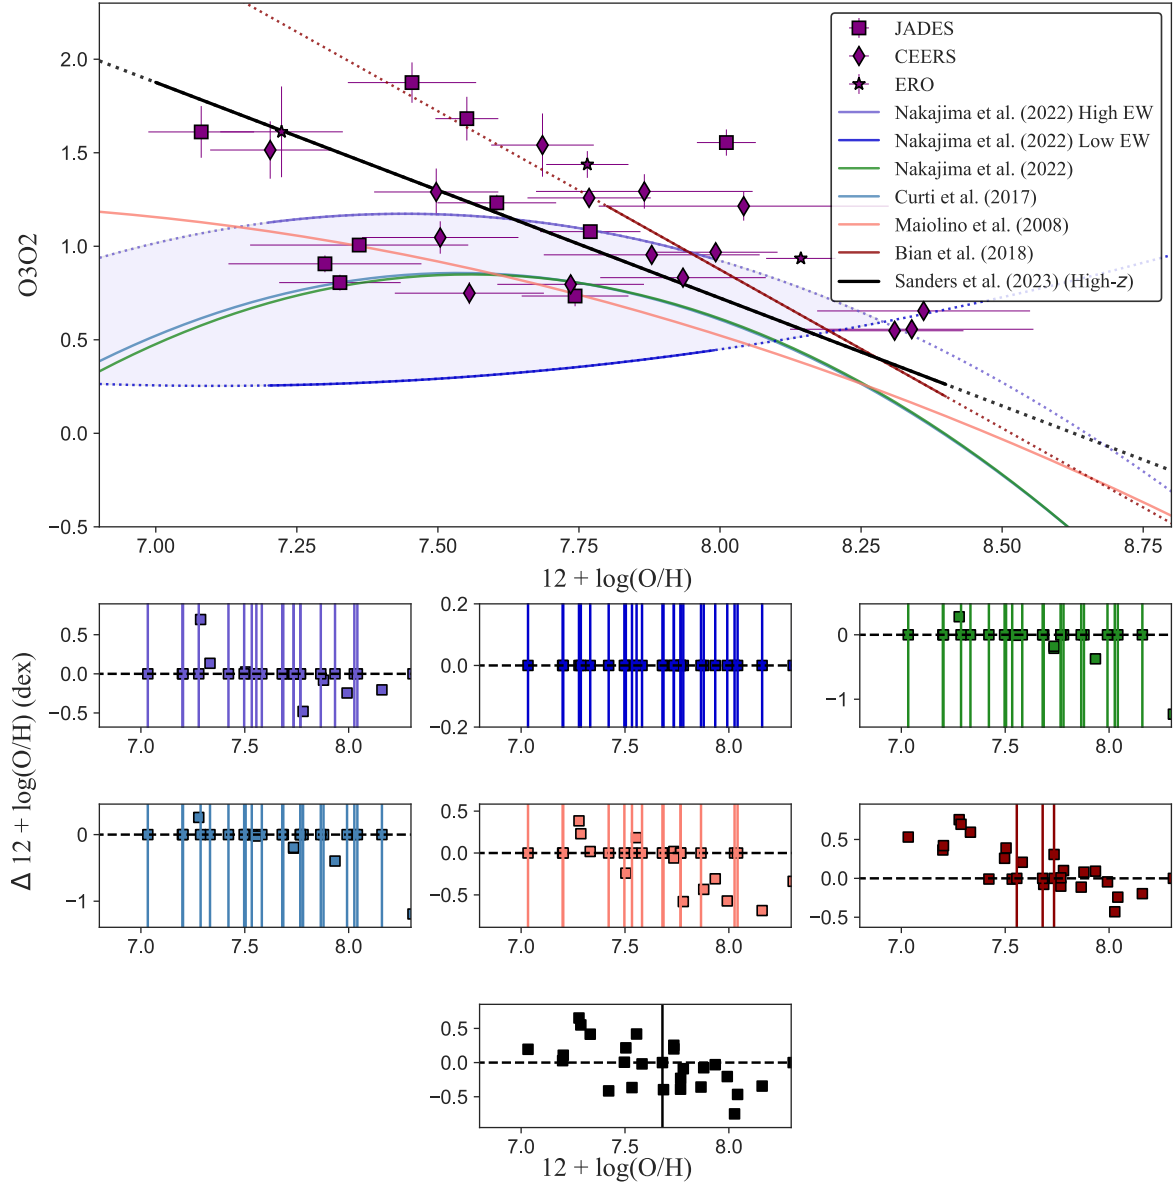 JADES
CEERS
ERO
Nakajima et al. (2022) High EW
Nakajima et al. (2022) Low EW
Nakajima et al. (2022)
Curti et al. (2017)
Maiolino et al. (2008)
Bian et al. (2018)
Sanders et al. (2023) (High-z)
O3O2
2.0
1.5
1.0
0.5
0.0
−0.5
7.00 7.25 7.50 7.75 8.00 8.25 8.50 8.75
12 + log(O/H)
Δ 12 + log(O/H) (dex)
0.5
0.0
−0.5
7.0 7.5 8.0
0.2
0.0
−0.2
7.0 7.5 8.0
0
−1
7.0 7.5 8.0
0
−1
7.0 7.5 8.0
0.5
0.0
−0.5
7.0 7.5 8.0
0.5
0.0
−0.5
7.0 7.5 8.0
0.5
0.0
−0.5
7.0 7.5 8.0
12 + log(O/H)